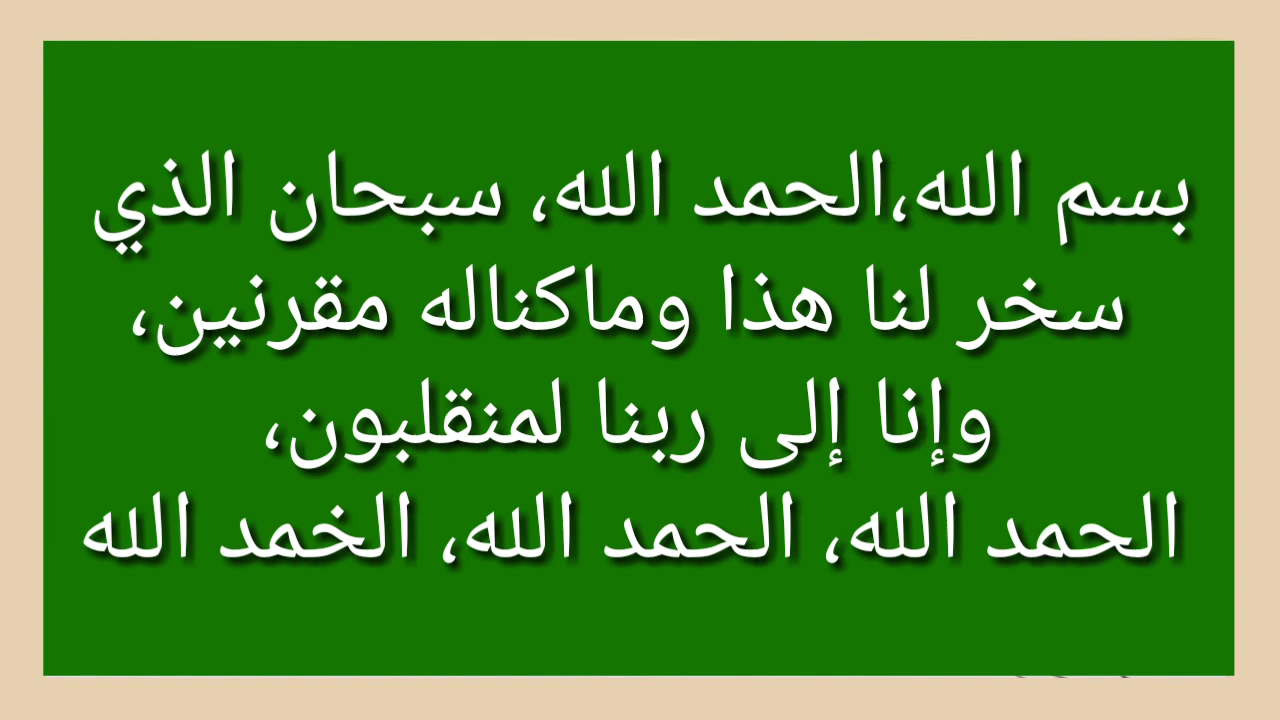 بسم الله،الحمد الله، سبحان الذي
سخر لنا هذا وماكناله مقرنين،
وإنا إلى ربنا لمنقلبون،
الحمد الله، الحمد الله، الخمد الله